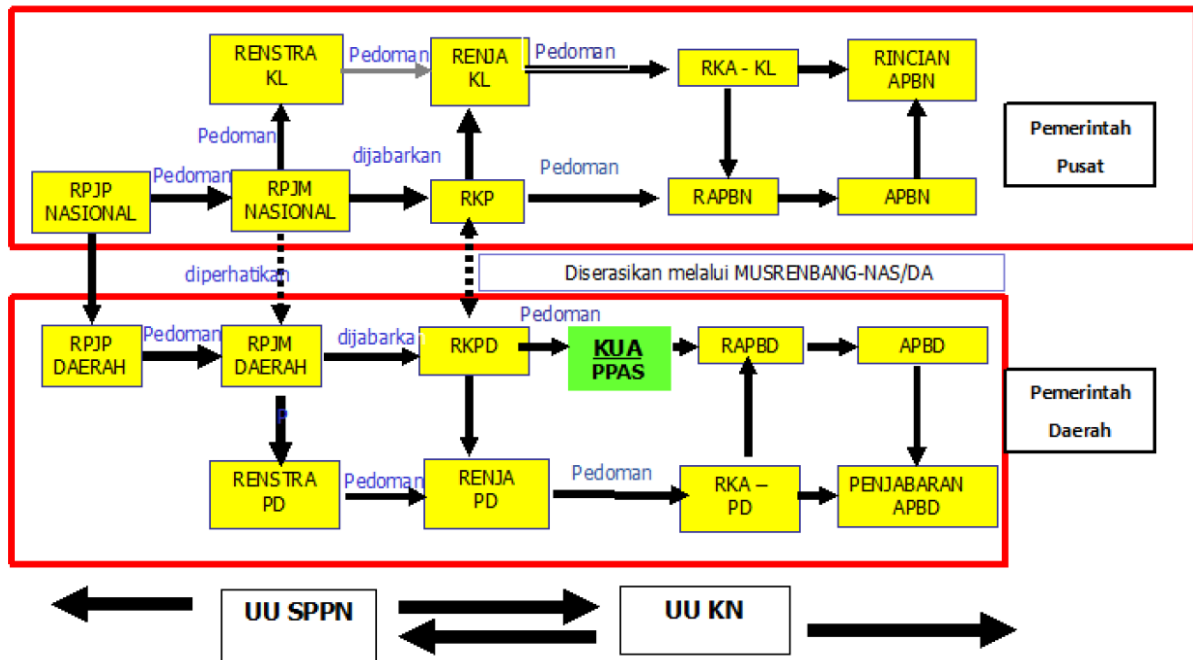 RENSTRA
KL
Pedoman
RENJA
KL
Pedoman
RKA - KL
RINCIAN
APBN
Pedoman
dijabarkan
Pemerintah
Pusat
RPJP
NASIONAL
Pedoman
RPJM
NASIONAL
RKP
Pedoman
RAPBN
APBN
diperhatikan
Diserasikan melalui MUSRENBANG-NAS/DA
RPJP
DAERAH
Pedoman
RPJM
DAERAH
dijabarkan
RKPD
Pedoman
KUA
PPAS
RAPBD
APBD
Pemerintah
Daerah
P
RENSTRA
PD
Pedoman
RENJA
PD
Pedoman
RKA –
PD
PENJABARAN
APBD
UU SPPN
UU KN